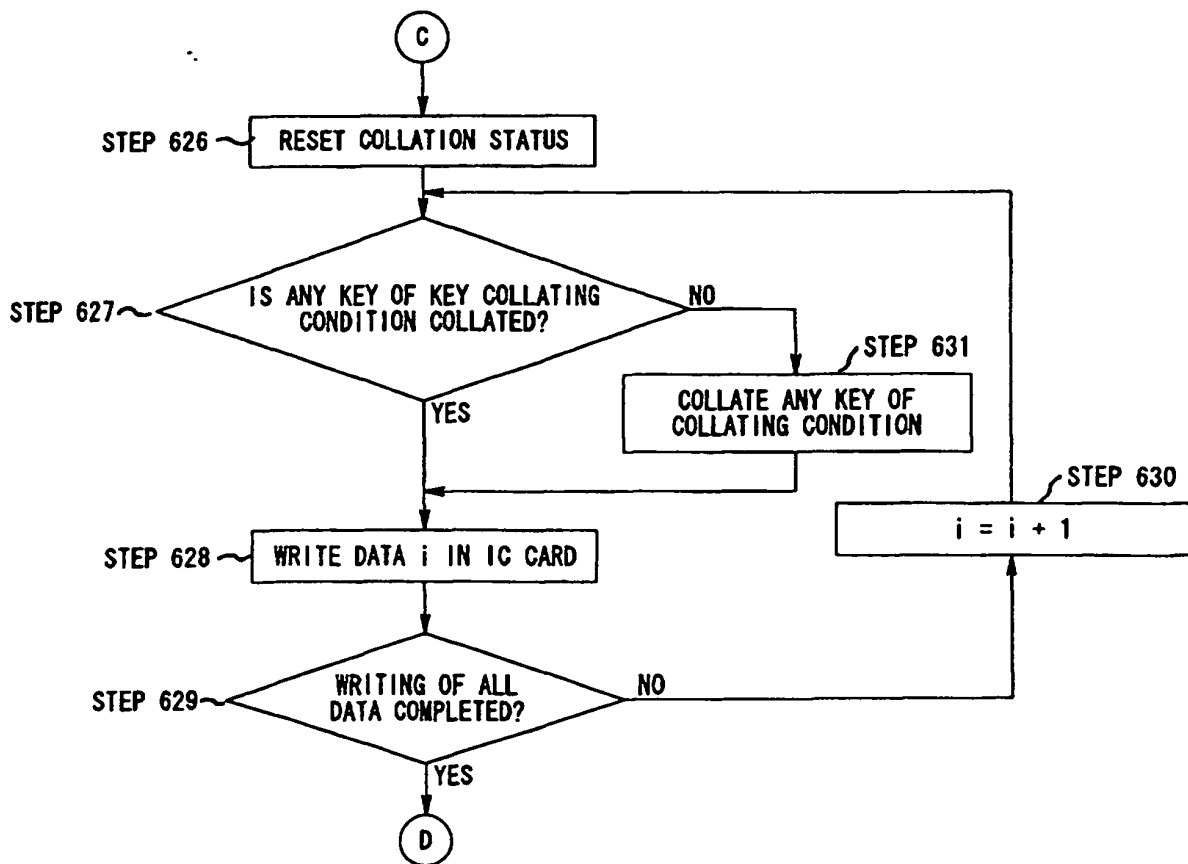 C
STEP 626
RESET COLLATION STATUS
STEP 627
IS ANY KEY OF KEY COLLATING
CONDITION COLLATED?
NO
STEP 631
COLLATE ANY KEY OF
COLLATING CONDITION
YES
STEP 630
i = i + 1
STEP 628
WRITE DATA i IN IC CARD
STEP 629
WRITING OF ALL
DATA COMPLETED?
NO
YES
D